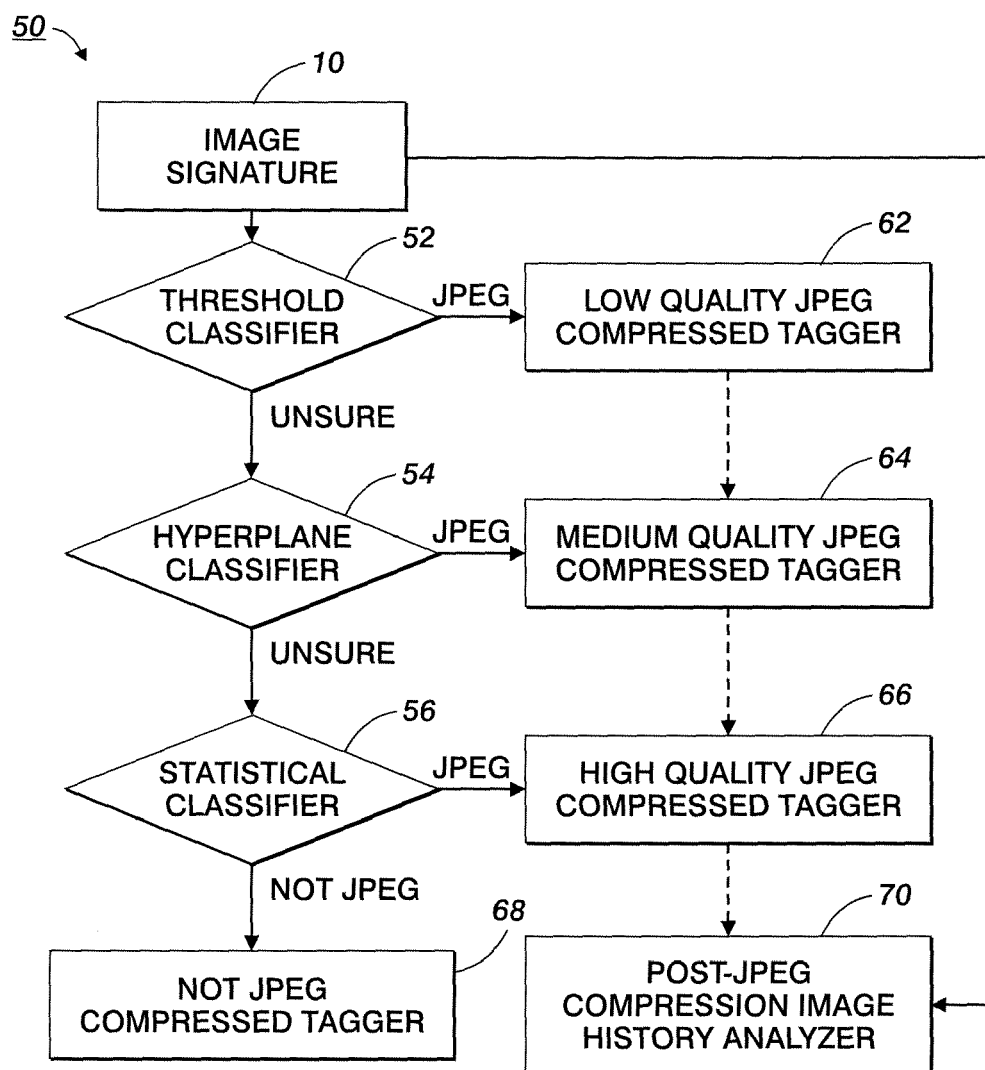 50
10
IMAGE
SIGNATURE
52
62
THRESHOLD
CLASSIFIER
JPEG
LOW QUALITY JPEG
COMPRESSED TAGGER
UNSURE
54
64
HYPERPLANE
CLASSIFIER
JPEG
MEDIUM QUALITY JPEG
COMPRESSED TAGGER
UNSURE
56
66
STATISTICAL
CLASSIFIER
JPEG
HIGH QUALITY JPEG
COMPRESSED TAGGER
NOT JPEG
68
70
NOT JPEG
COMPRESSED TAGGER
POST-JPEG
COMPRESSION IMAGE
HISTORY ANALYZER